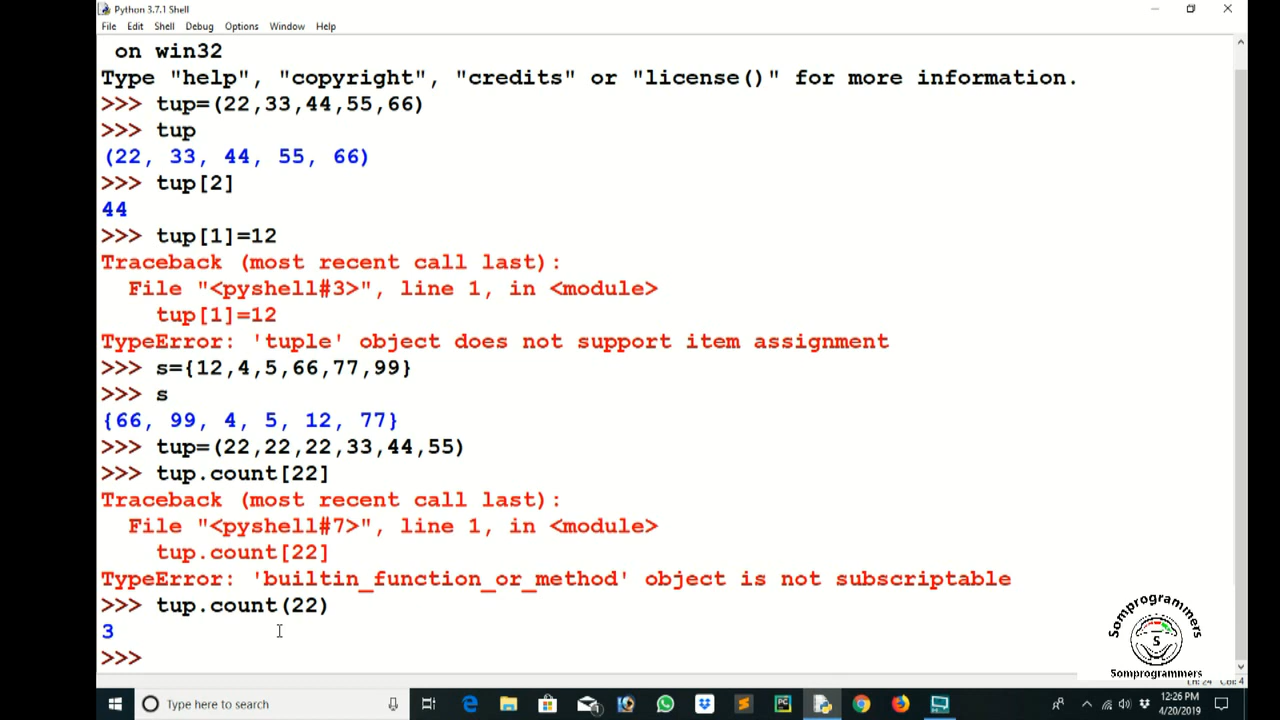 Python 3.7.1 Shell
File Edit Shell Debug Options Window Help
on win32
Type "help", "copyright", "credits" or "license()" for more information.
>>> tup=(22,33,44,55,66)
>>> tup
(22, 33, 44, 55, 66)
>>> tup[2]
44
>>> tup[1]=12
Traceback (most recent call last):
  File "<pyshell#3>", line 1, in <module>
    tup[1]=12
TypeError: 'tuple' object does not support item assignment
>>> s={12,4,5,66,77,99}
>>> s
{66, 99, 4, 5, 12, 77}
>>> tup=(22,22,22,33,44,55)
>>> tup.count[22]
Traceback (most recent call last):
  File "<pyshell#7>", line 1, in <module>
    tup.count[22]
TypeError: 'builtin_function_or_method' object is not subscriptable
>>> tup.count(22)
3
>>>
Somprogrammers
S
Somprogrammers
Ln: 24 Col: 4
Type here to search
PC
12:26 PM
4/20/2019